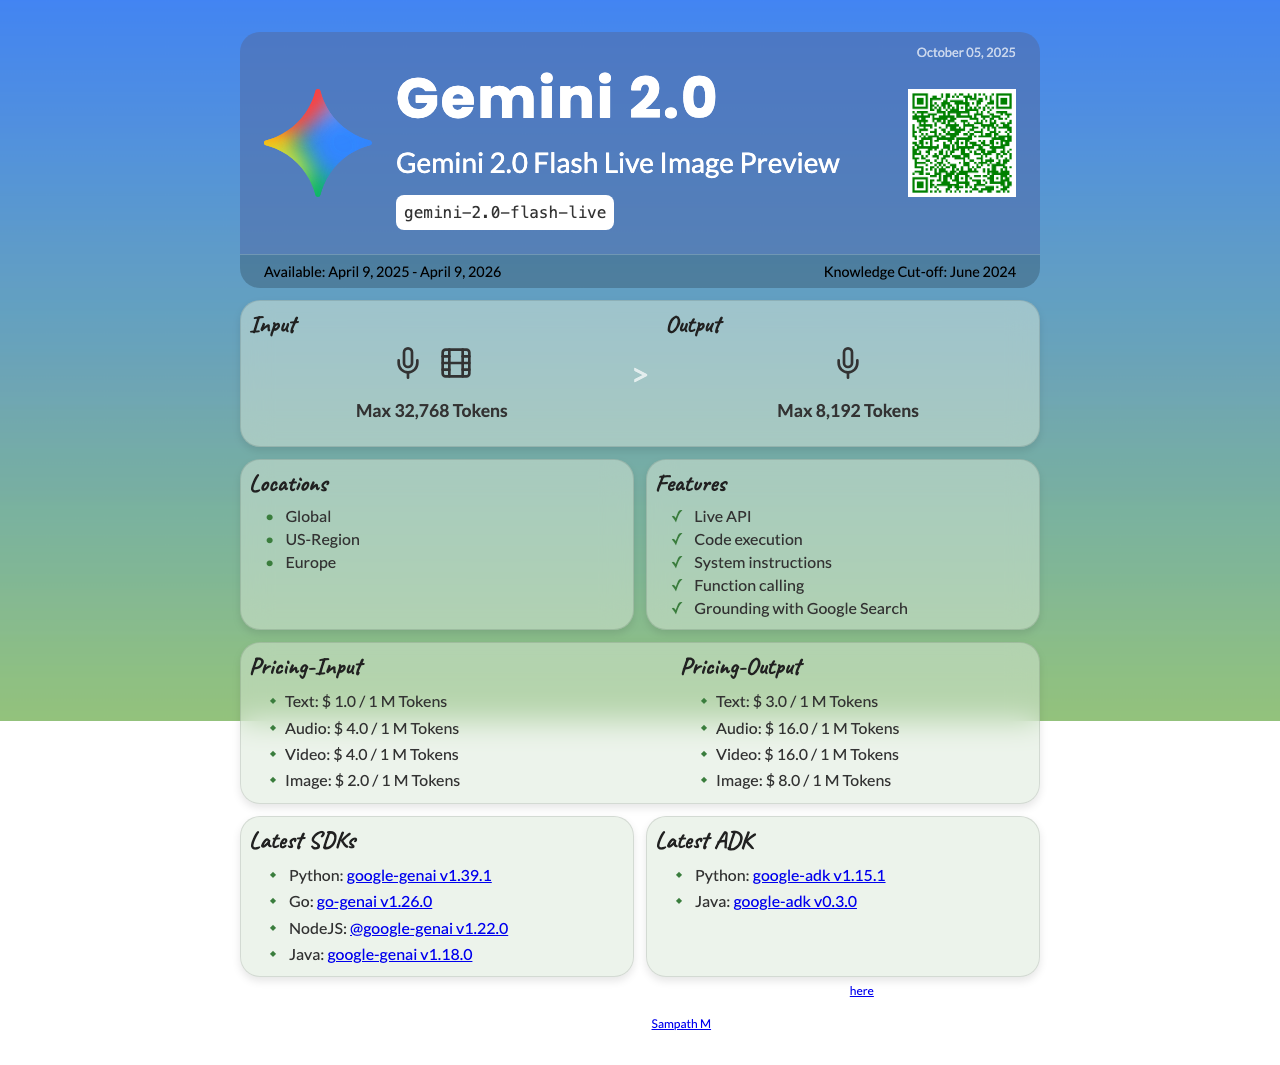 October 05, 2025
Gemini 2.0
Gemini 2.0 Flash Live Image Preview
gemini-2.0-flash-live
Available: April 9, 2025 - April 9, 2026
Knowledge Cut-off: June 2024
Input
Output
>
Max 32,768 Tokens
Max 8,192 Tokens
Locations
Global
US-Region
Europe
Features
✓ Live API
✓ Code execution
✓ System instructions
✓ Function calling
✓ Grounding with Google Search
Pricing-Input
Text: $ 1.0 / 1 M Tokens
Audio: $ 4.0 / 1 M Tokens
Video: $ 4.0 / 1 M Tokens
Image: $ 2.0 / 1 M Tokens
Pricing-Output
Text: $ 3.0 / 1 M Tokens
Audio: $ 16.0 / 1 M Tokens
Video: $ 16.0 / 1 M Tokens
Image: $ 8.0 / 1 M Tokens
Latest SDKs
Python: google-genai v1.39.1
Go: go-genai v1.26.0
NodeJS: @google-genai v1.22.0
Java: google-genai v1.18.0
Latest ADK
Python: google-adk v1.15.1
Java: google-adk v0.3.0
here
Sampath M